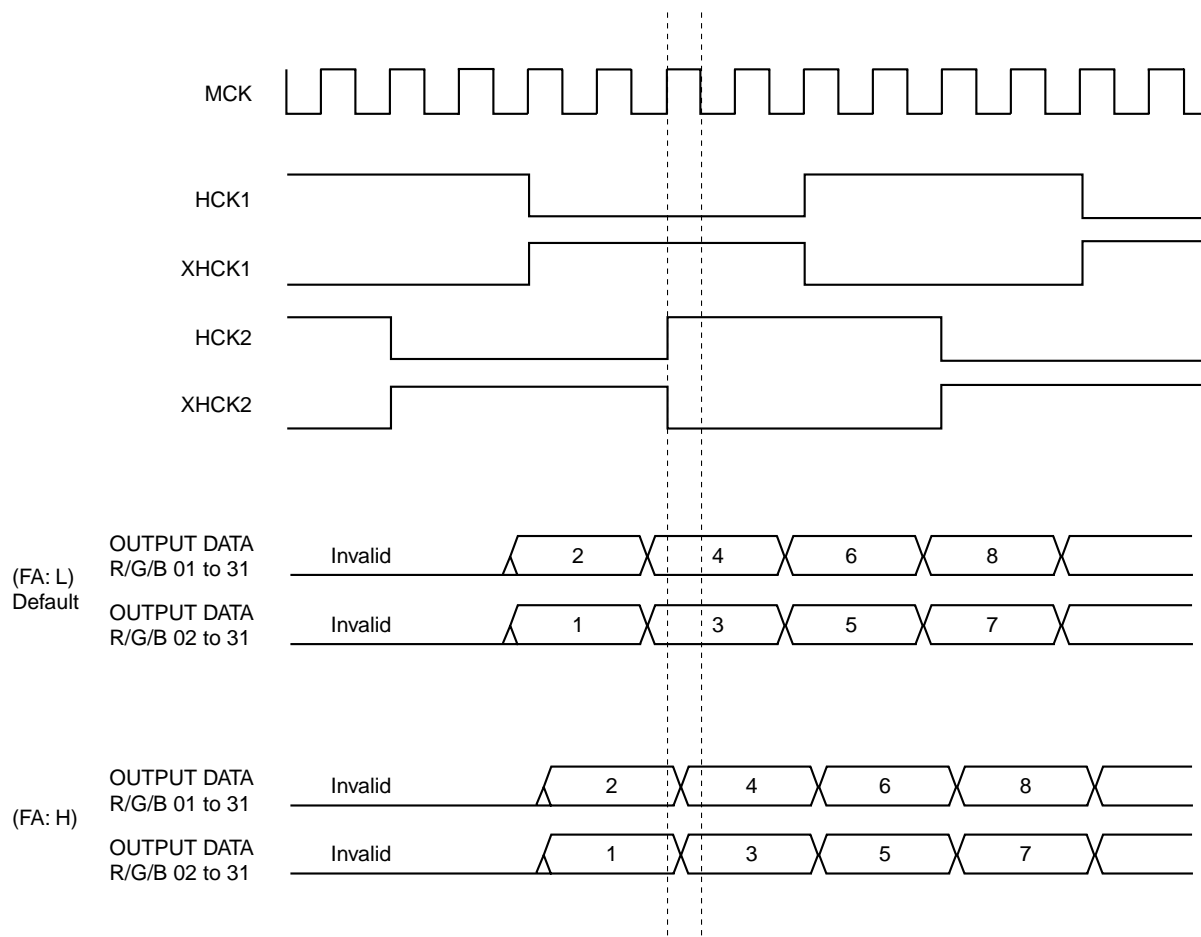 MCK
HCK1
XHCK1
HCK2
XHCK2
(FA: L)
Default
OUTPUT DATA
R/G/B 01 to 31
Invalid
2
4
6
8
OUTPUT DATA
R/G/B 02 to 31
Invalid
1
3
5
7
(FA: H)
OUTPUT DATA
R/G/B 01 to 31
Invalid
2
4
6
8
OUTPUT DATA
R/G/B 02 to 31
Invalid
1
3
5
7